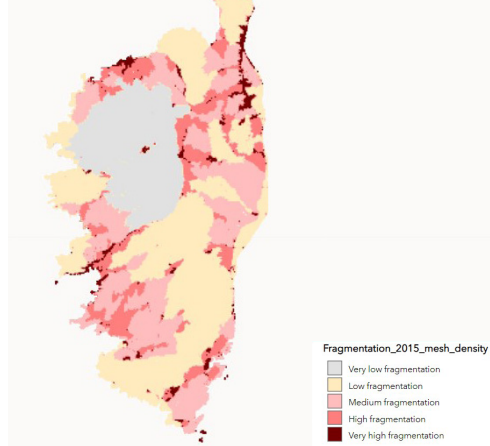 Fragmentation_2015_mesh_density
Very low fragmentation
Low fragmentation
Medium fragmentation
High fragmentation
Very high fragmentation